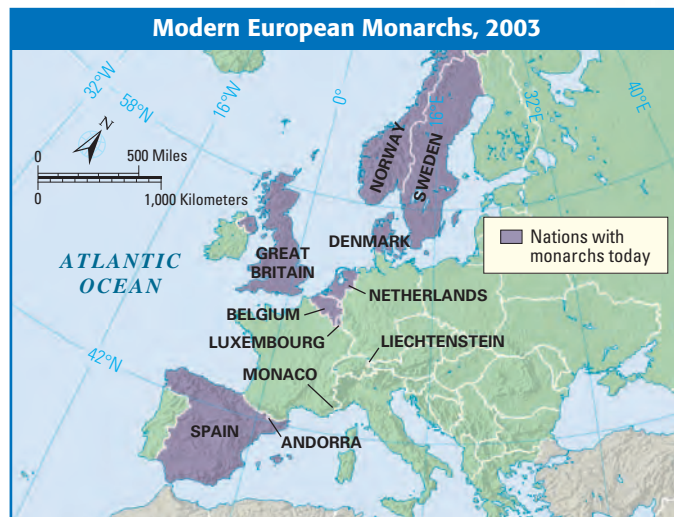 Modern European Monarchs, 2003
32°W
58°N
16°W
0°
16°E
32°E
40°E
N
0 500 Miles
0 1,000 Kilometers
NORWAY
SWEDEN
DENMARK
GREAT
BRITAIN
Nations with
monarchs today
ATLANTIC
OCEAN
NETHERLANDS
BELGIUM
LUXEMBOURG
LIECHTENSTEIN
42°N
MONACO
SPAIN
ANDORRA